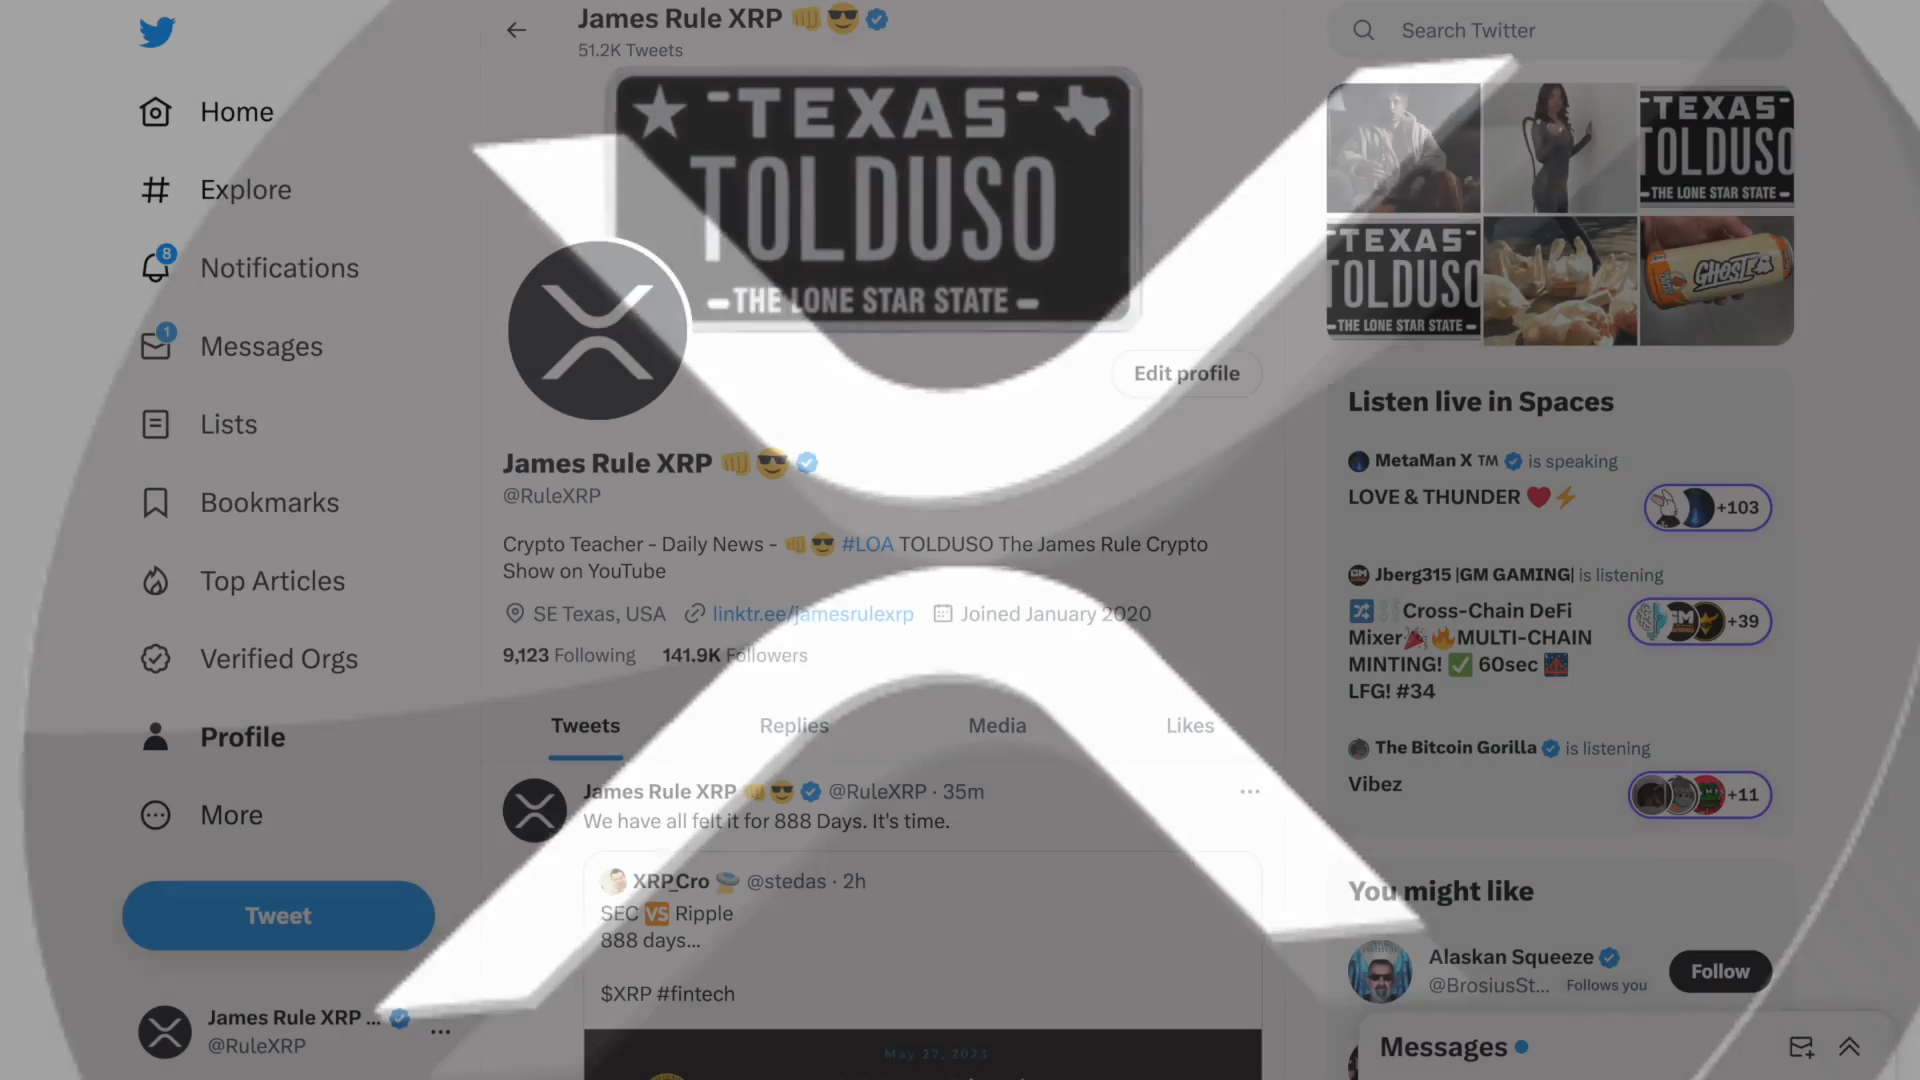 Home
Explore
8
Notifications
1
Messages
Lists
Bookmarks
Top Articles
Verified Orgs
Profile
More
Tweet
James Rule XRP ...
@RuleXRP
James Rule XRP 👊😎
51.2K Tweets
TEXAS
TOLDUSO
THE LONE STAR STATE
Edit profile
James Rule XRP 👊😎
@RuleXRP
Crypto Teacher - Daily News - 👊😎 #LOA TOLDUSO The James Rule Crypto
Show on YouTube
SE Texas, USA linktr.ee/jamesrulexrp Joined January 2020
9,123 Following 141.9K Followers
Tweets Replies Media Likes
James Rule XRP 👊😎 @RuleXRP · 35m
We have all felt it for 888 Days. It's time.
XRP_Cro @stedas · 2h
SEC 🆚 Ripple
888 days...
$XRP #fintech
May 27, 2023
Search Twitter
TEXAS
TOLDUSO
THE LONE STAR STATE
TEXAS
TOLDUSO
THE LONE STAR STATE
GHOST
Listen live in Spaces
MetaMan X ™ is speaking
LOVE & THUNDER ❤️⚡
+103
Jberg315 |GM GAMING| is listening
🔀⛓️Cross-Chain DeFi
Mixer🎉🔥MULTI-CHAIN
MINTING! ✅ 60sec 🎆
LFG! #34
+39
The Bitcoin Gorilla is listening
Vibez
+11
You might like
Alaskan Squeeze
@BrosiusSt... Follows you
Follow
Messages